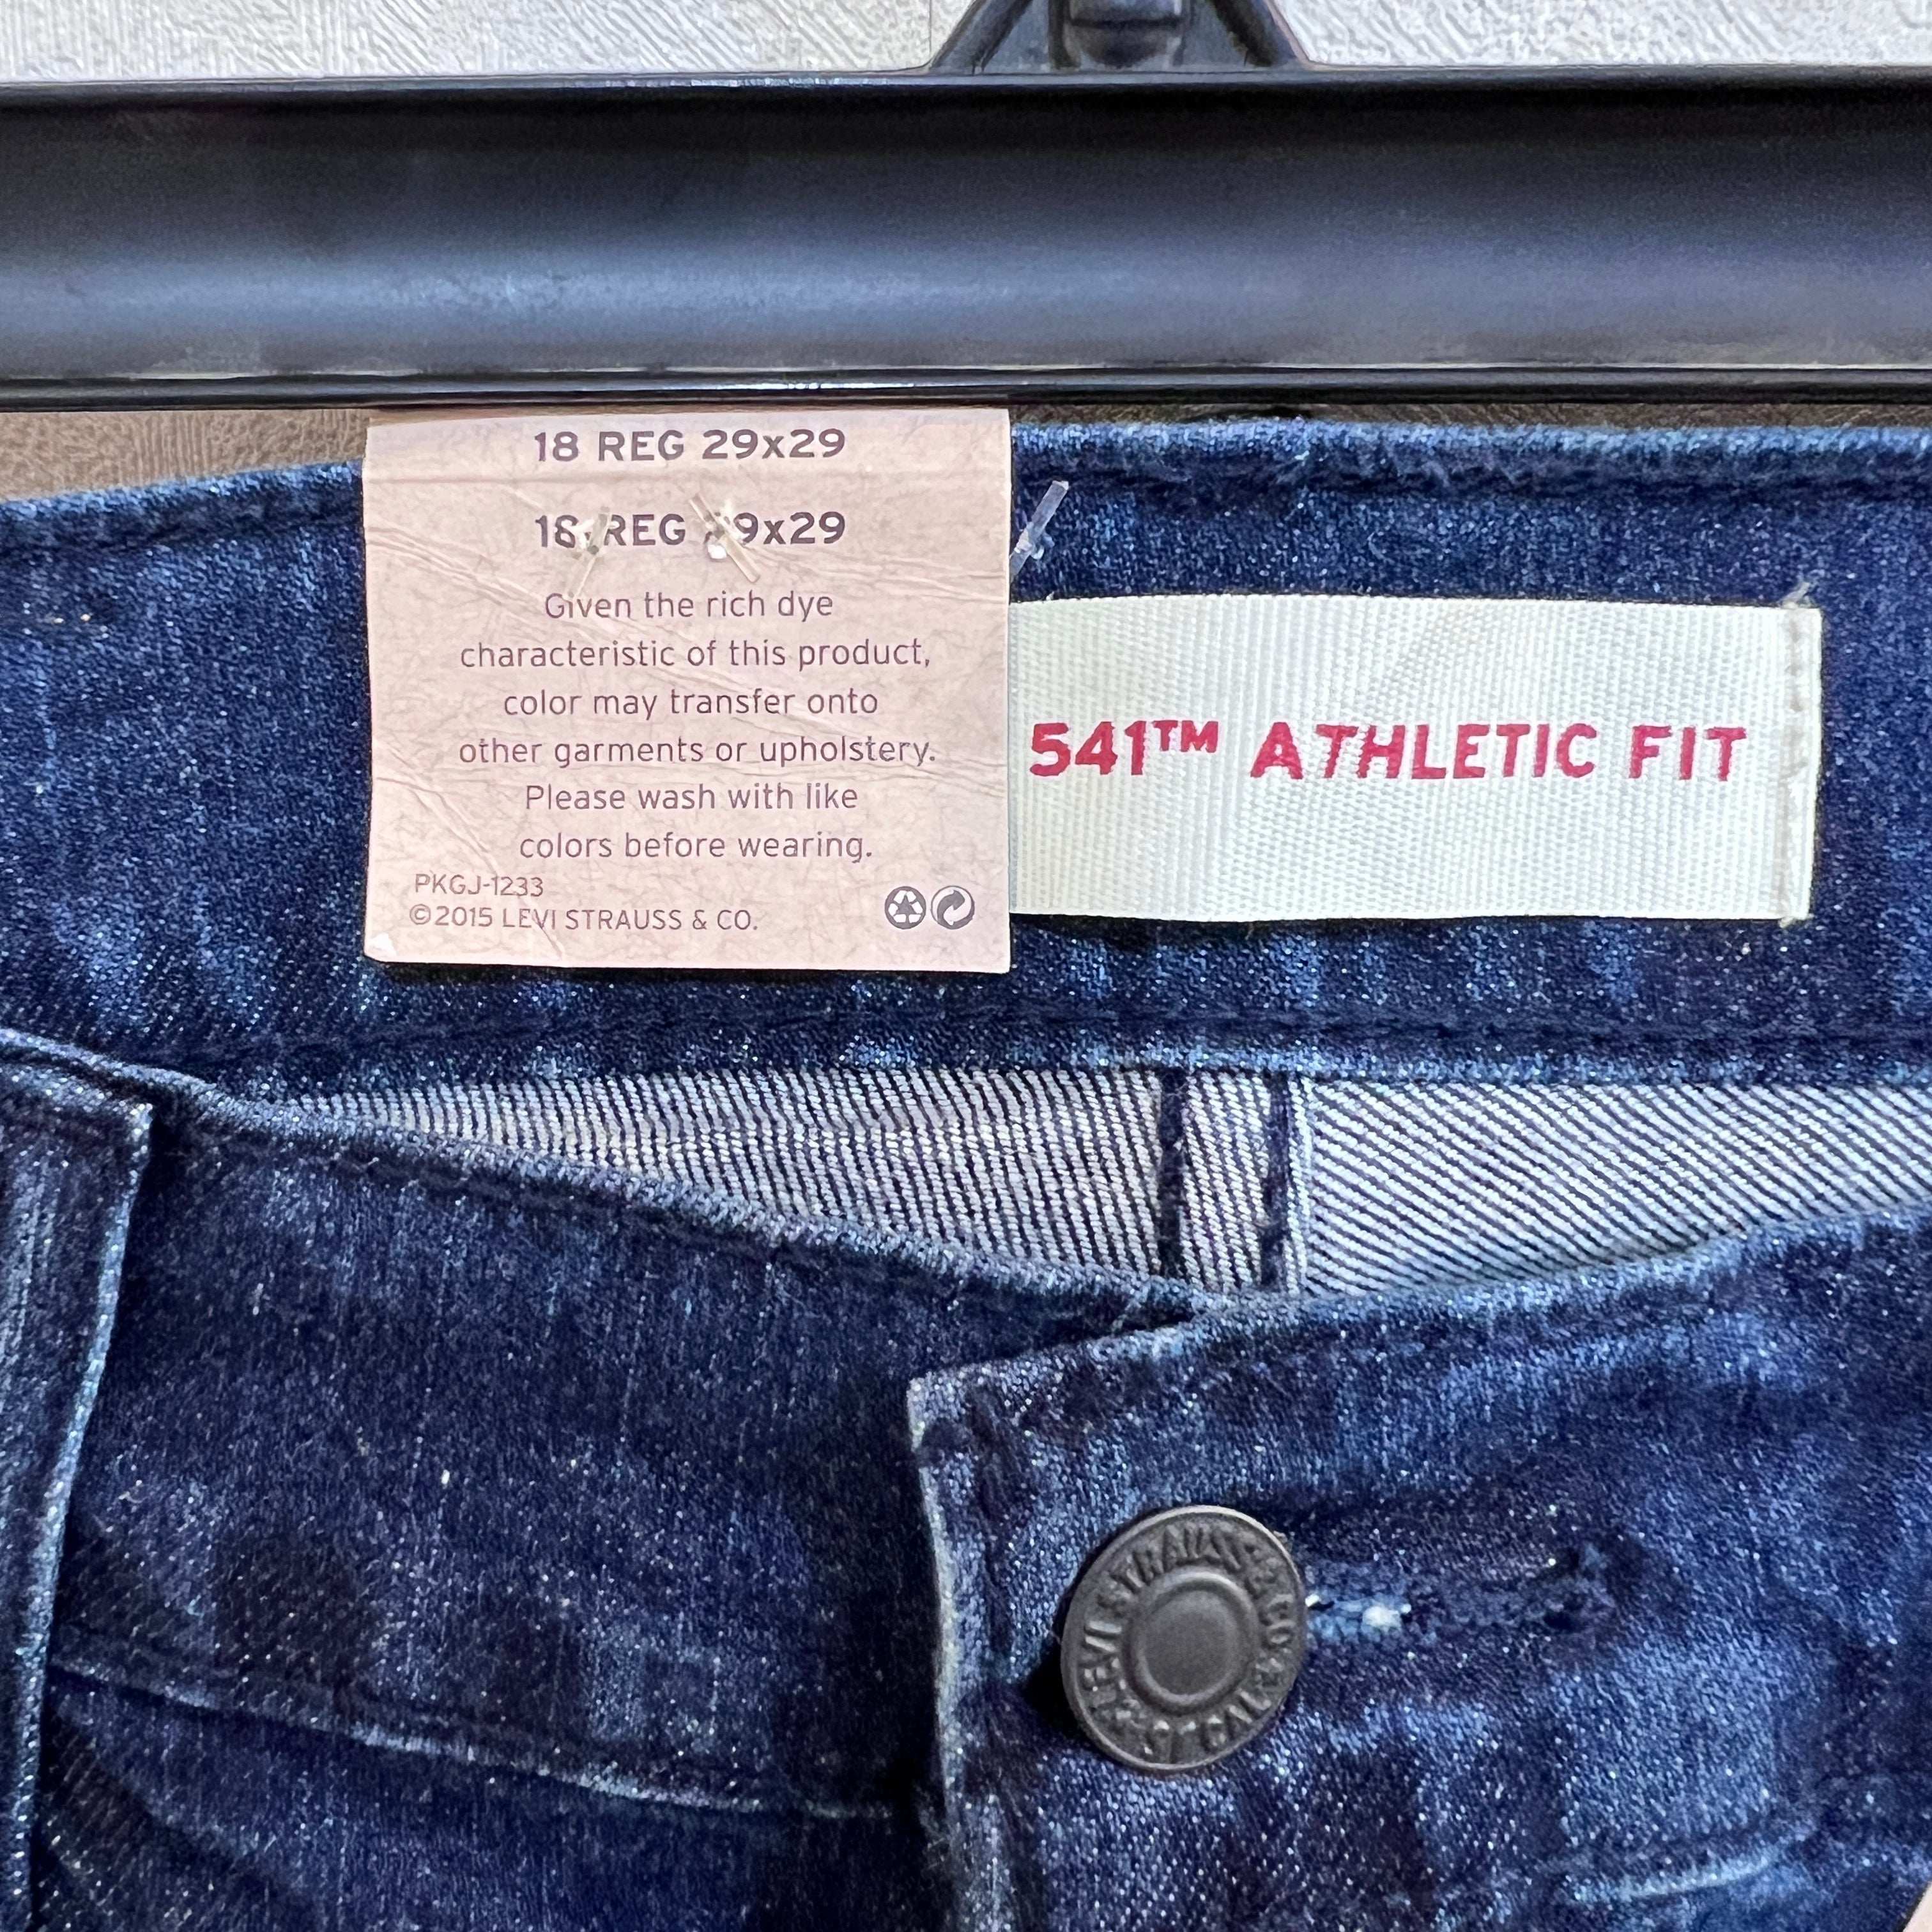 18 REG 29x29
18 REG 29x29
Given the rich dye
characteristic of this product,
color may transfer onto
other garments or upholstery.
Please wash with like
colors before wearing.
PKGJ-1233
©2015 LEVI STRAUSS & CO.
541™ ATHLETIC FIT
LEVI STRAUSS & CO